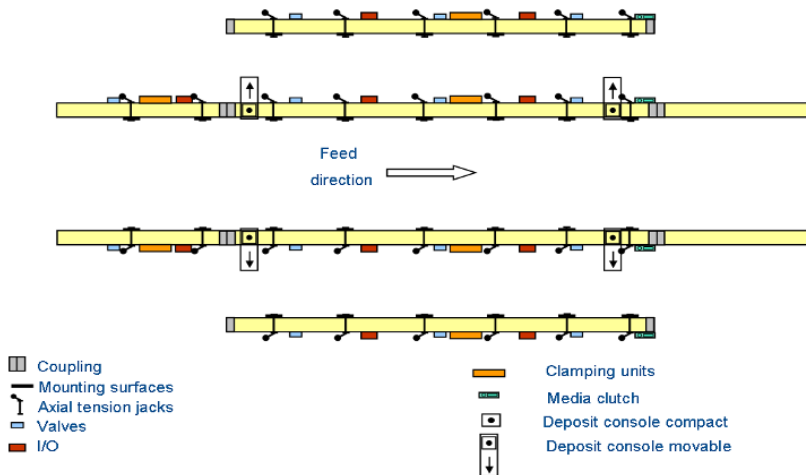 Feed
direction
Coupling
Mounting surfaces
Axial tension jacks
Valves
I/O
Clamping units
Media clutch
Deposit console compact
Deposit console movable